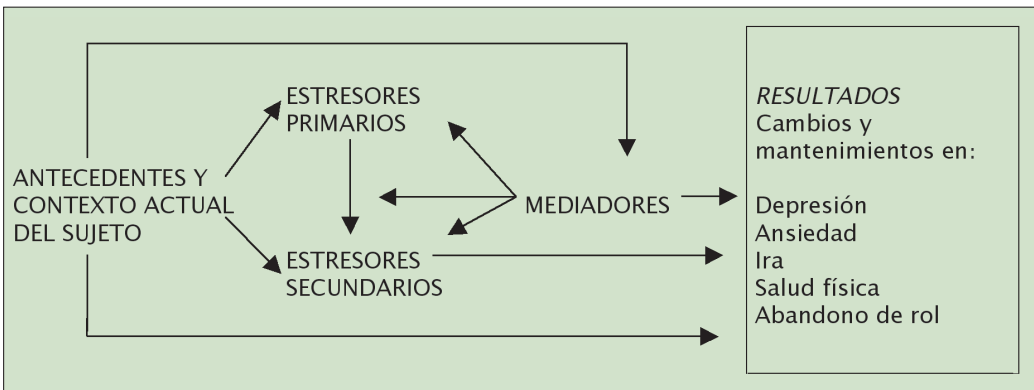 ANTECEDENTES Y
CONTEXTO ACTUAL
DEL SUJETO
ESTRESORES
PRIMARIOS
ESTRESORES
SECUNDARIOS
MEDIADORES
RESULTADOS
Cambios y
mantenimientos en:
Depresión
Ansiedad
Ira
Salud física
Abandono de rol